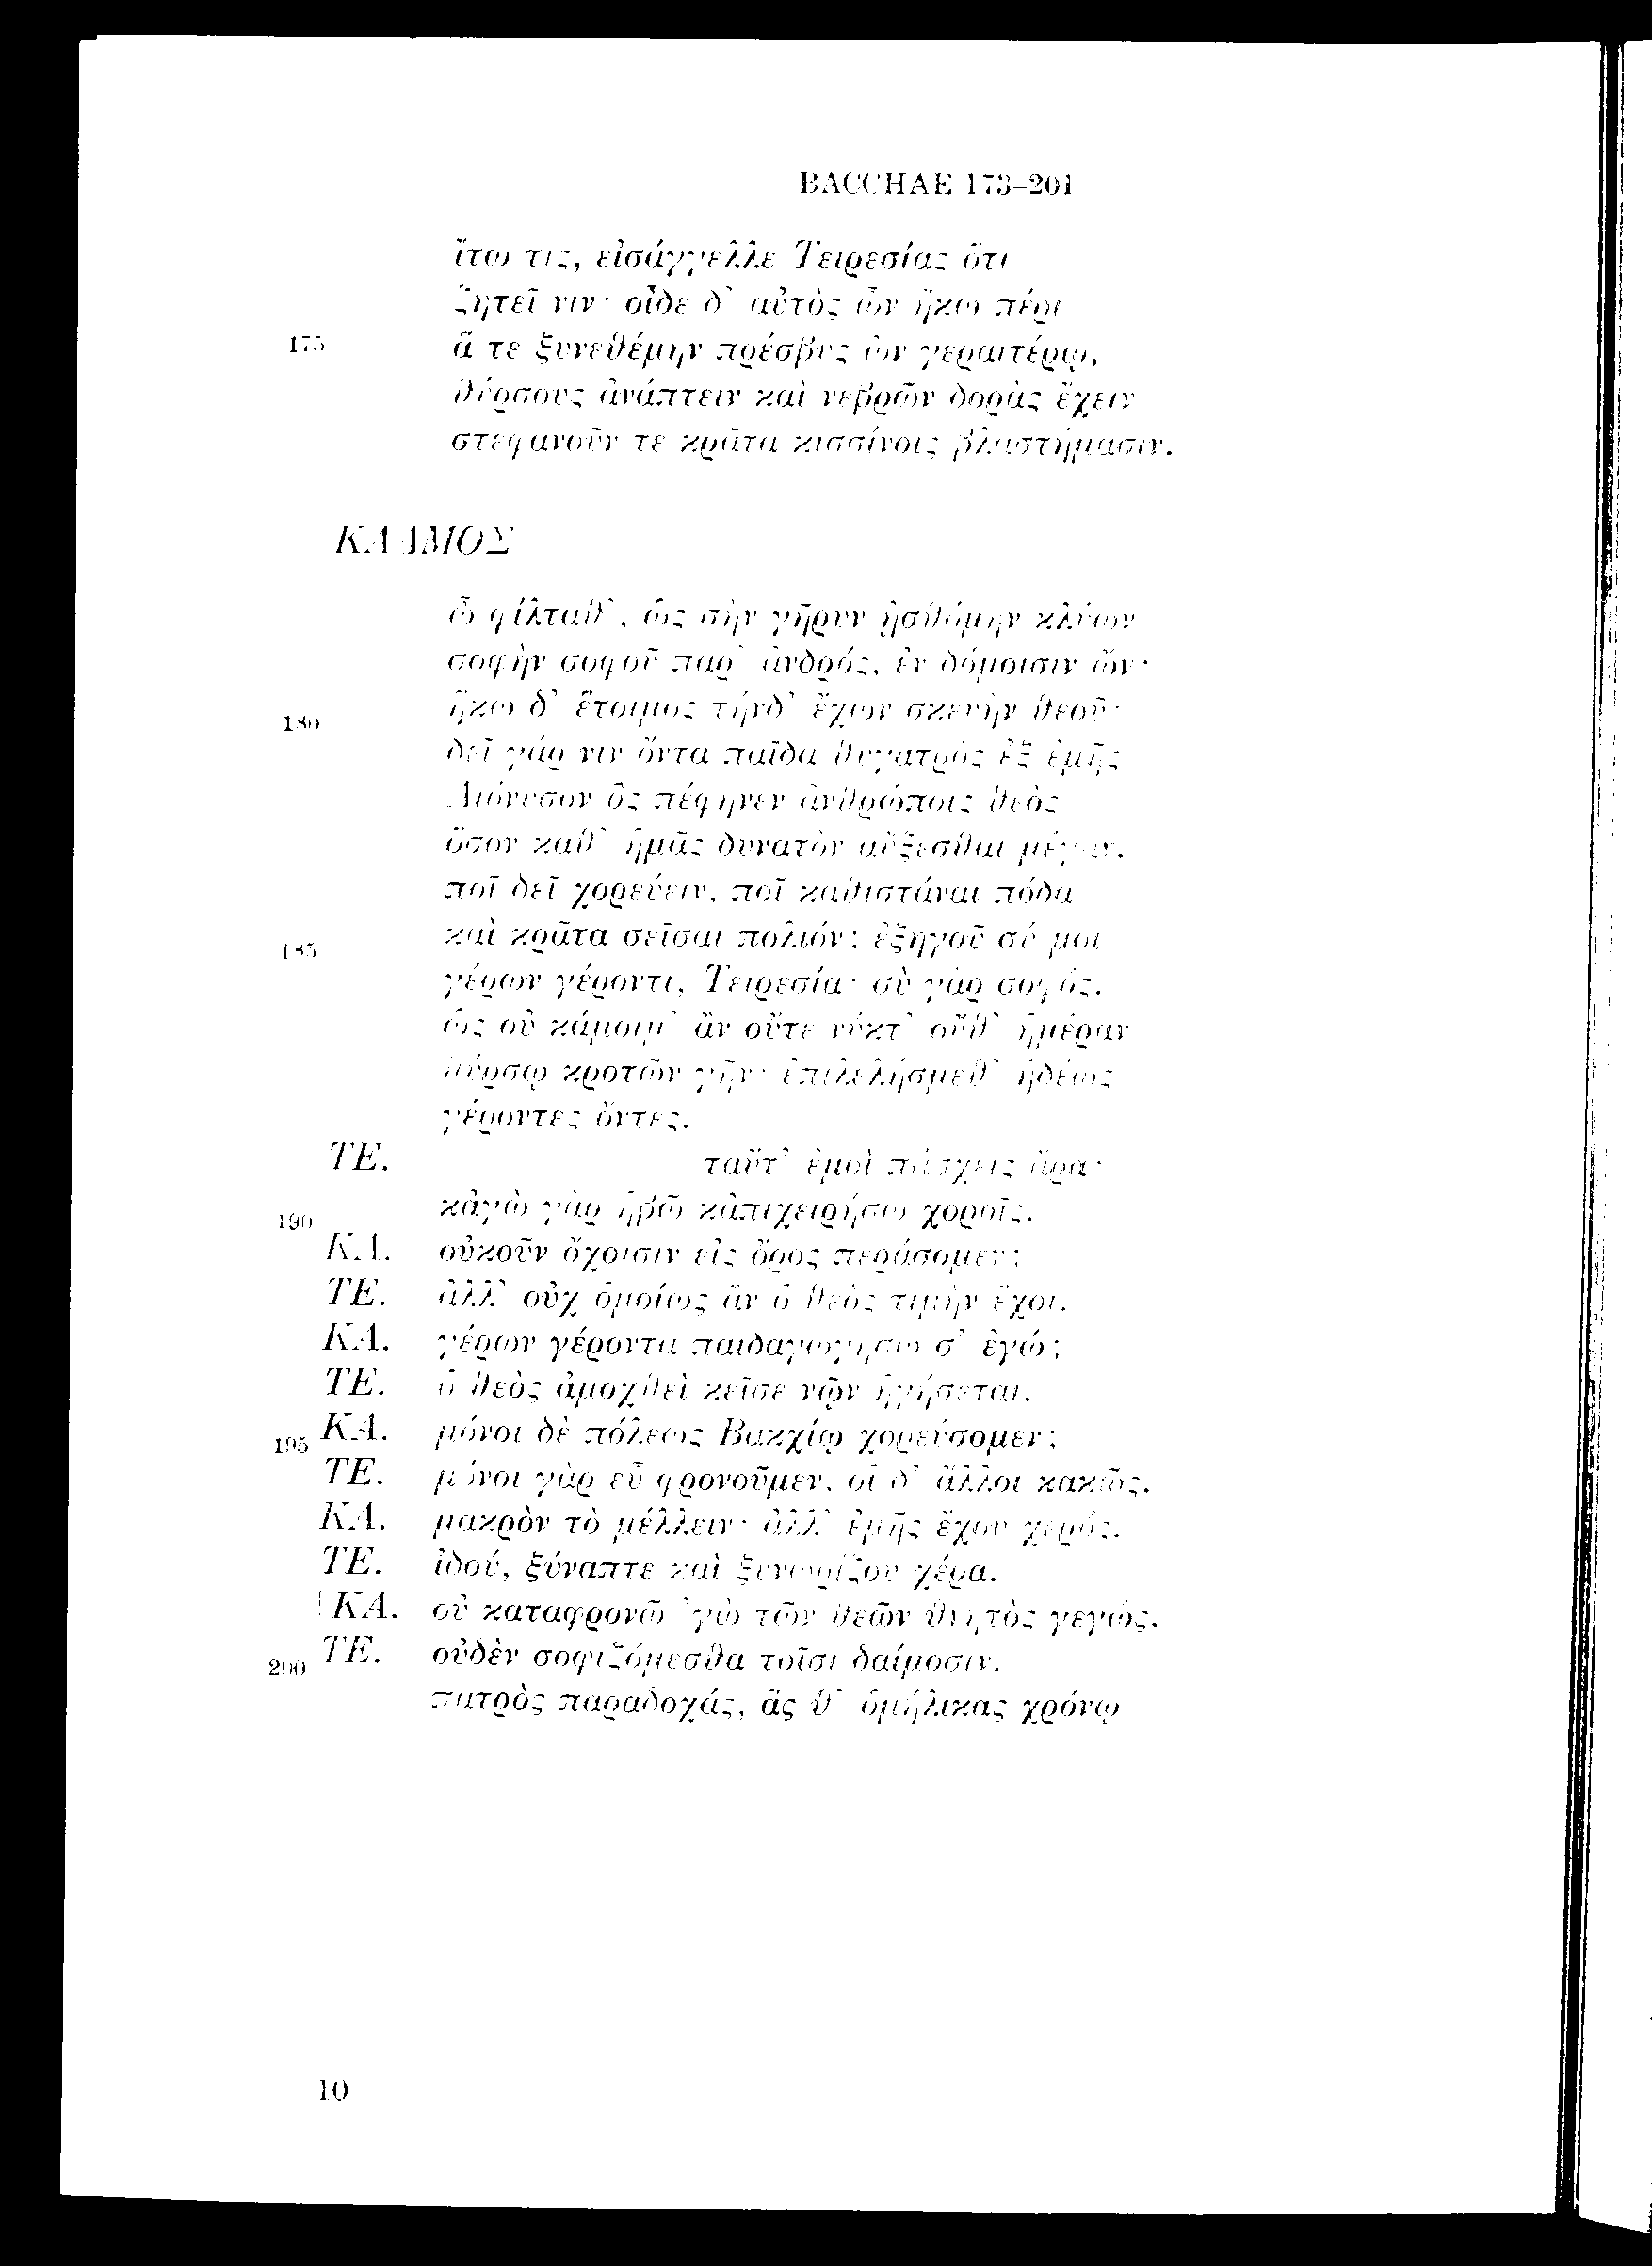 BACCHAE 173-201
ἴτω τις, εἰσάγγελλε Τειρεσίας ὅτι
ζητεῖ νιν· οἶδε δ' αὐτὸς ὧν ἥκω πέρι
175 ἅ τε ξυνεθέμην πρέσβυς ὢν γεραιτέρῳ,
θύρσους ἀνάπτειν καὶ νεβρῶν δορὰς ἔχειν
στεφανοῦν τε κρᾶτα κισσίνοις βλαστήμασιν.
ΚΑΔΜΟΣ
ὦ φίλταθ', ὡς σὴν γῆρυν ᾐσθόμην κλύων
σοφὴν σοφοῦ παρ' ἀνδρός, ἐν δόμοισιν ὤν·
180 ἥκω δ' ἕτοιμος τήνδ' ἔχων σκευὴν θεοῦ·
δεῖ γάρ νιν ὄντα παῖδα θυγατρὸς ἐξ ἐμῆς
Διόνυσον ὃς πέφηνεν ἀνθρώποις θεὸς
ὅσον καθ' ἡμᾶς δυνατὸν αὔξεσθαι μέγαν.
ποῖ δεῖ χορεύειν, ποῖ καθιστάναι πόδα
185 καὶ κρᾶτα σεῖσαι πολιόν; ἐξηγοῦ σύ μοι
γέρων γέροντι, Τειρεσία· σὺ γὰρ σοφός.
ὡς οὐ κάμοιμ' ἂν οὔτε νύκτ' οὔθ' ἡμέραν
θύρσῳ κροτῶν γῆν· ἐπιλελήσμεθ' ἡδέως
γέροντες ὄντες.
ΤΕ. ταὔτ' ἐμοὶ πάσχεις ἄρα·
190 κἀγὼ γὰρ ἡβῶ κἀπιχειρήσω χοροῖς.
ΚΑ. οὐκοῦν ὄχοισιν εἰς ὄρος περάσομεν;
ΤΕ. ἀλλ' οὐχ ὁμοίως ἂν ὁ θεὸς τιμὴν ἔχοι.
ΚΑ. γέρων γέροντα παιδαγωγήσω σ' ἐγώ;
ΤΕ. ὁ θεὸς ἀμοχθεὶ κεῖσε νῷν ἡγήσεται.
195 ΚΑ. μόνοι δὲ πόλεως Βακχίῳ χορεύσομεν;
ΤΕ. μόνοι γὰρ εὖ φρονοῦμεν, οἱ δ' ἄλλοι κακῶς.
ΚΑ. μακρὸν τὸ μέλλειν· ἀλλ' ἐμῆς ἔχου χερός.
ΤΕ. ἰδού, ξύναπτε καὶ ξυνωρίζου χέρα.
ΚΑ. οὐ καταφρονῶ 'γὼ τῶν θεῶν θνητὸς γεγώς.
200 ΤΕ. οὐδὲν σοφιζόμεσθα τοῖσι δαίμοσιν.
πατρὸς παραδοχάς, ἅς θ' ὁμήλικας χρόνῳ
10